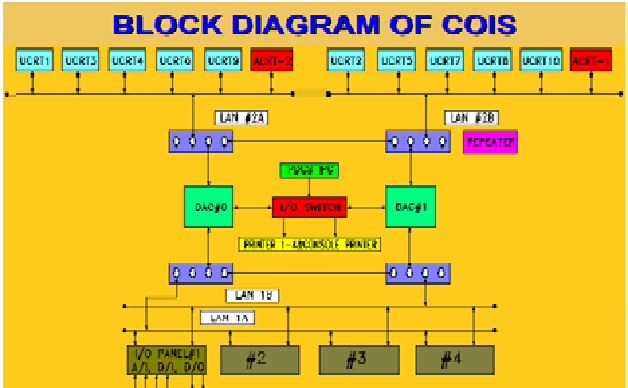 BLOCK DIAGRAM OF COIS
UCRT1 UCRT3 UCRT4 UCRT6 UCRT9 ACRT-2 UCRT2 UCRT5 UCRT7 UCRT8 UCRT10 ACRT-1
LAN #2A LAN #2B
REPEATER
DAC#0 I/O SWITCH DAC#1
PRINTER 1-4 CONSOLE PRINTER
LAN 1B
LAN 1A
I/O PANEL#1
A/I, D/I, D/O
#2 #3 #4